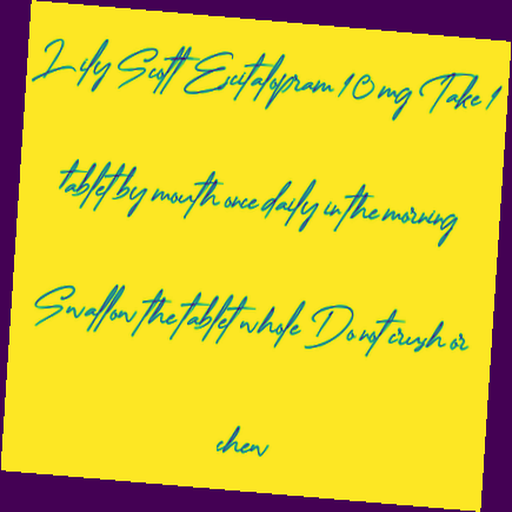 Lily Scott Escitalopram 10 mg Take 1
tablet by mouth once daily in the morning
Swallow the tablet whole Do not crush or
chew